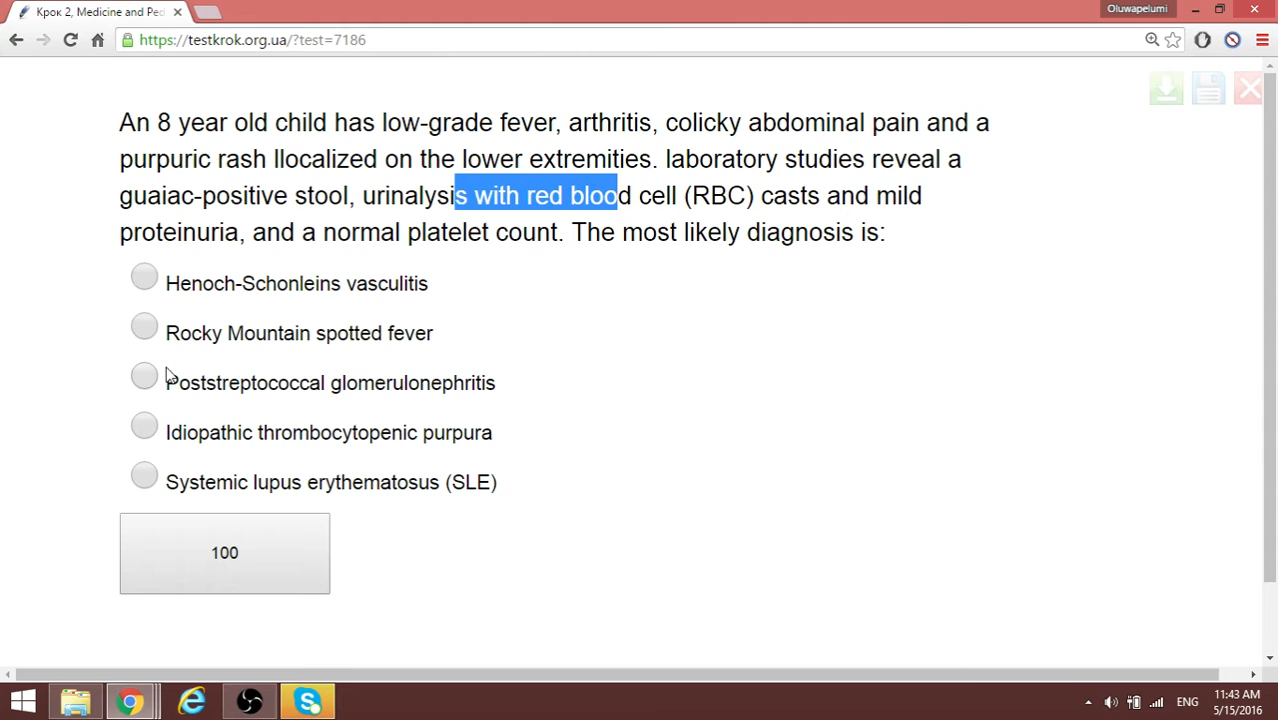 Крок 2, Medicine and Ped
Oluwapelumi
https://testkrok.org.ua/?test=7186
An 8 year old child has low-grade fever, arthritis, colicky abdominal pain and a
purpuric rash llocalized on the lower extremities. laboratory studies reveal a
guaiac-positive stool, urinalysis with red blood cell (RBC) casts and mild
proteinuria, and a normal platelet count. The most likely diagnosis is:
Henoch-Schonleins vasculitis
Rocky Mountain spotted fever
Poststreptococcal glomerulonephritis
Idiopathic thrombocytopenic purpura
Systemic lupus erythematosus (SLE)
100
ENG
11:43 AM
5/15/2016